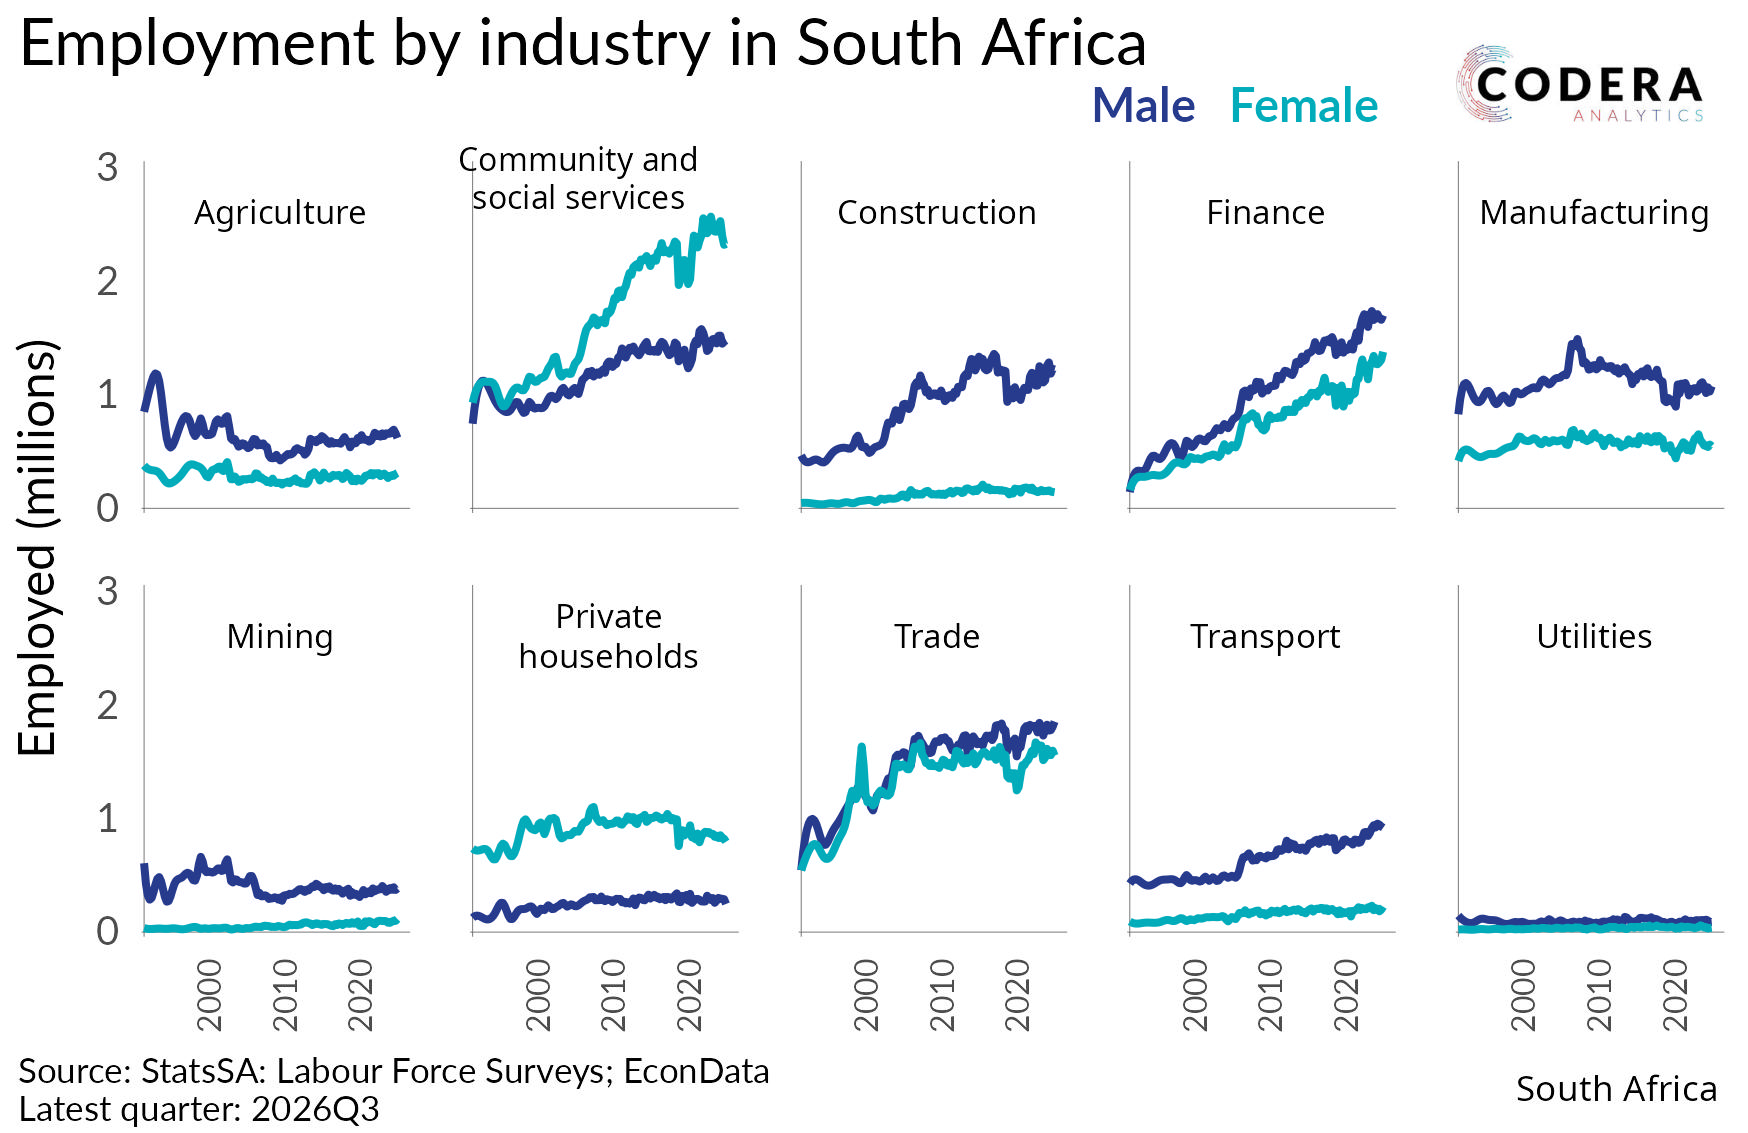 Employment by industry in South Africa
Male Female
CODERA
ANALYTICS
Employed (millions)
3
2
1
0
Agriculture
Community and
social services
Construction
Finance
Manufacturing
3
2
1
0
Mining
Private
households
Trade
Transport
Utilities
2000 2010 2020
2000 2010 2020
2000 2010 2020
2000 2010 2020
2000 2010 2020
Source: StatsSA: Labour Force Surveys; EconData
Latest quarter: 2026Q3
South Africa